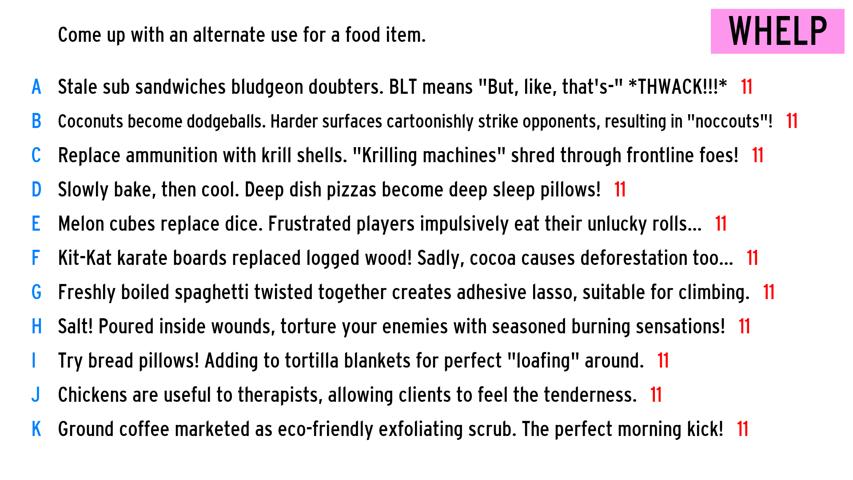 WHELP
Come up with an alternate use for a food item.
A Stale sub sandwiches bludgeon doubters. BLT means "But, like, that's-" *THWACK!!!* 11
B Coconuts become dodgeballs. Harder surfaces cartoonishly strike opponents, resulting in "noccouts"! 11
C Replace ammunition with krill shells. "Krilling machines" shred through frontline foes! 11
D Slowly bake, then cool. Deep dish pizzas become deep sleep pillows! 11
E Melon cubes replace dice. Frustrated players impulsively eat their unlucky rolls... 11
F Kit-Kat karate boards replaced logged wood! Sadly, cocoa causes deforestation too... 11
G Freshly boiled spaghetti twisted together creates adhesive lasso, suitable for climbing. 11
H Salt! Poured inside wounds, torture your enemies with seasoned burning sensations! 11
I Try bread pillows! Adding to tortilla blankets for perfect "loafing" around. 11
J Chickens are useful to therapists, allowing clients to feel the tenderness. 11
K Ground coffee marketed as eco-friendly exfoliating scrub. The perfect morning kick! 11